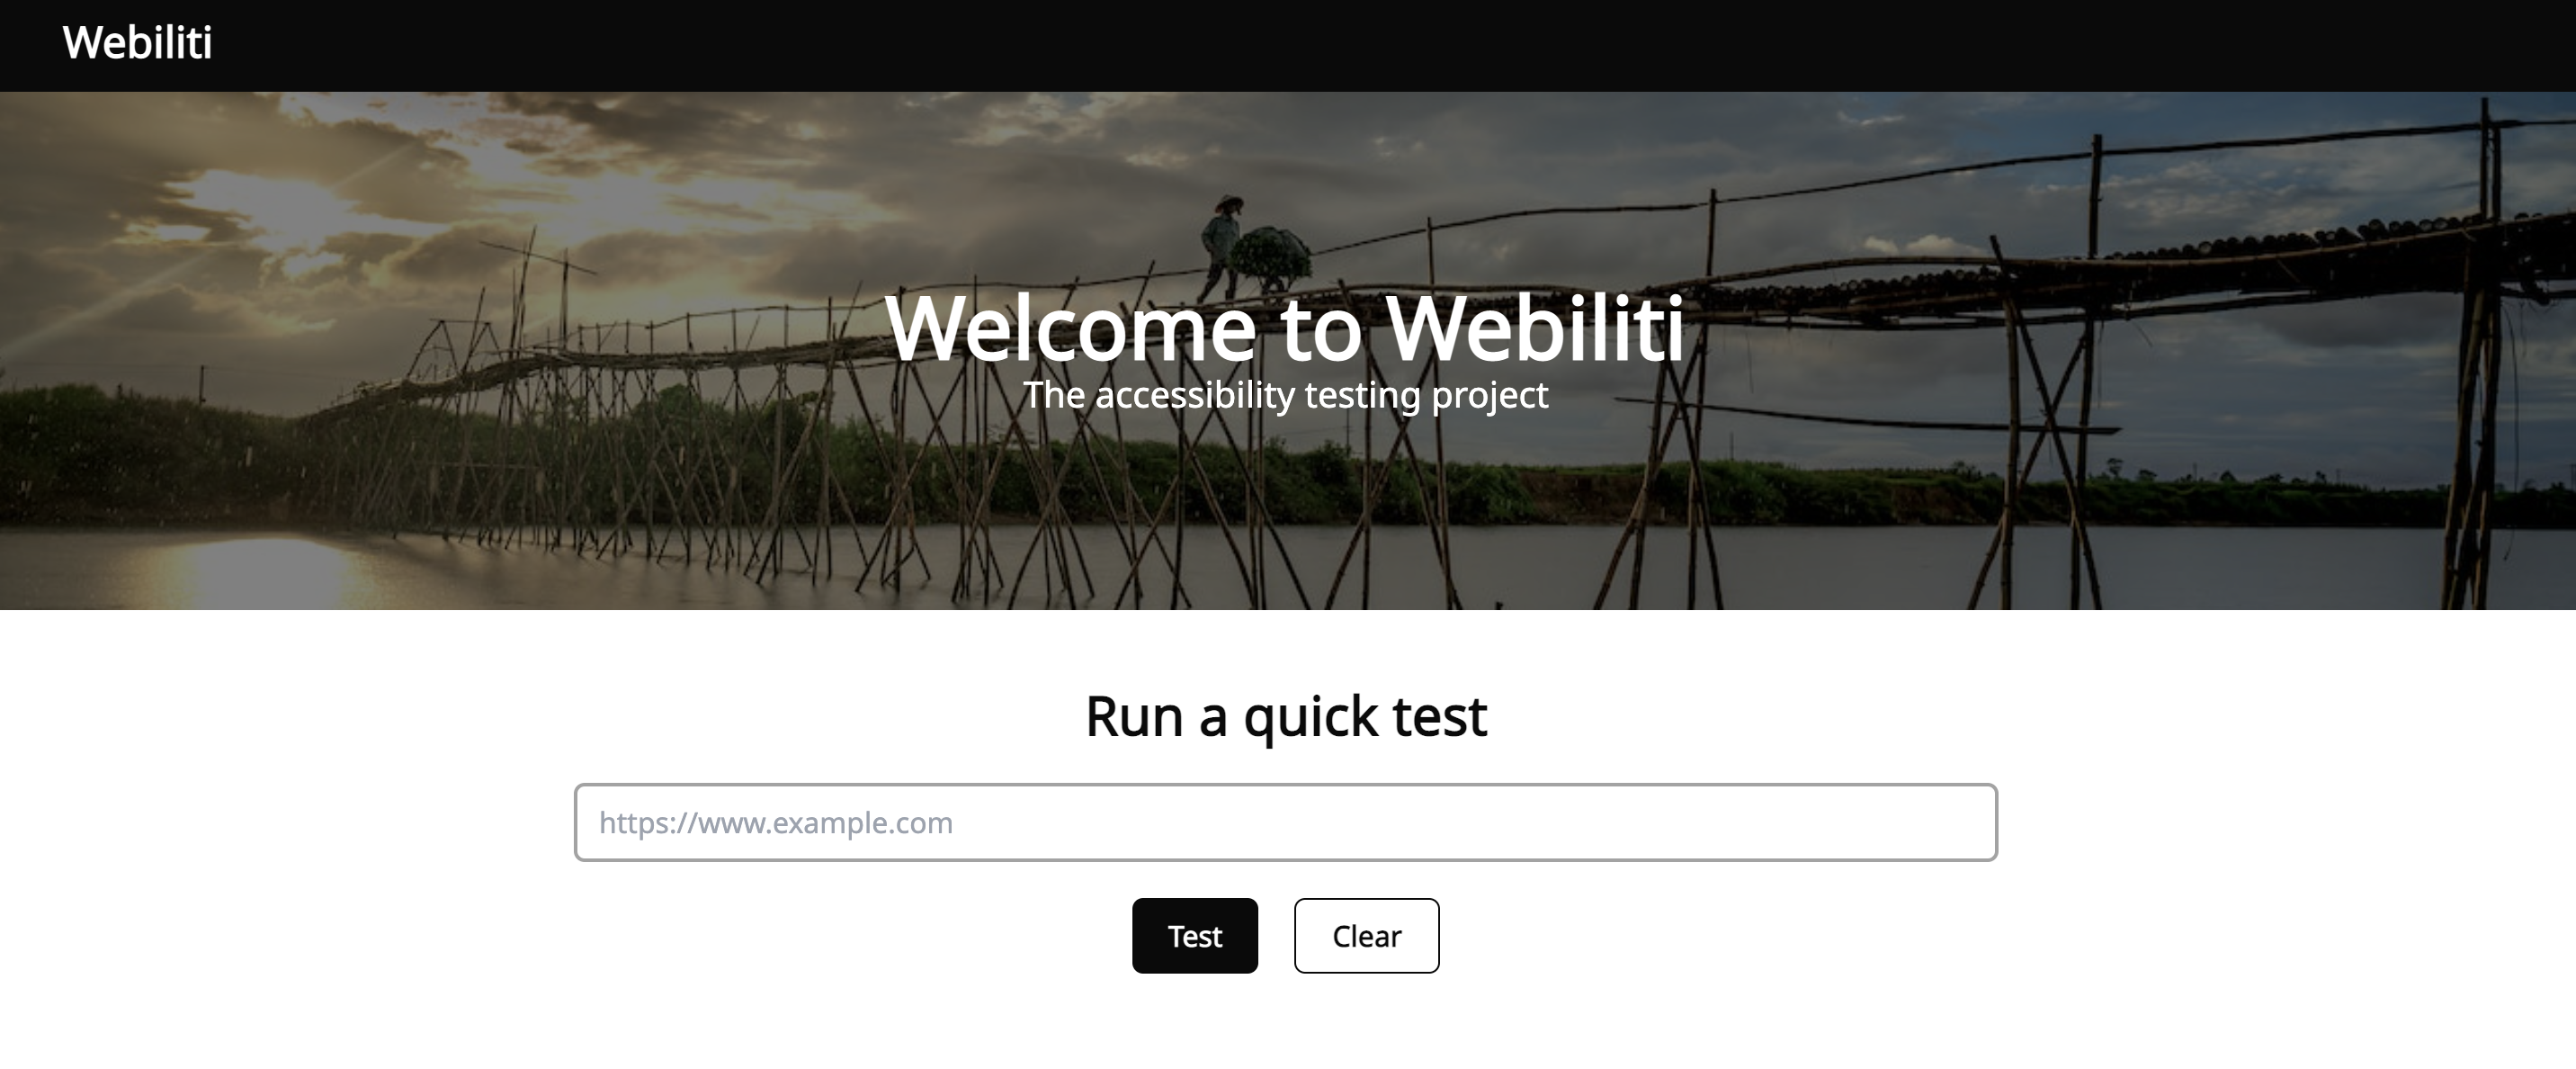 Webiliti
Welcome to Webiliti
The accessibility testing project
Run a quick test
https://www.example.com
Test
Clear